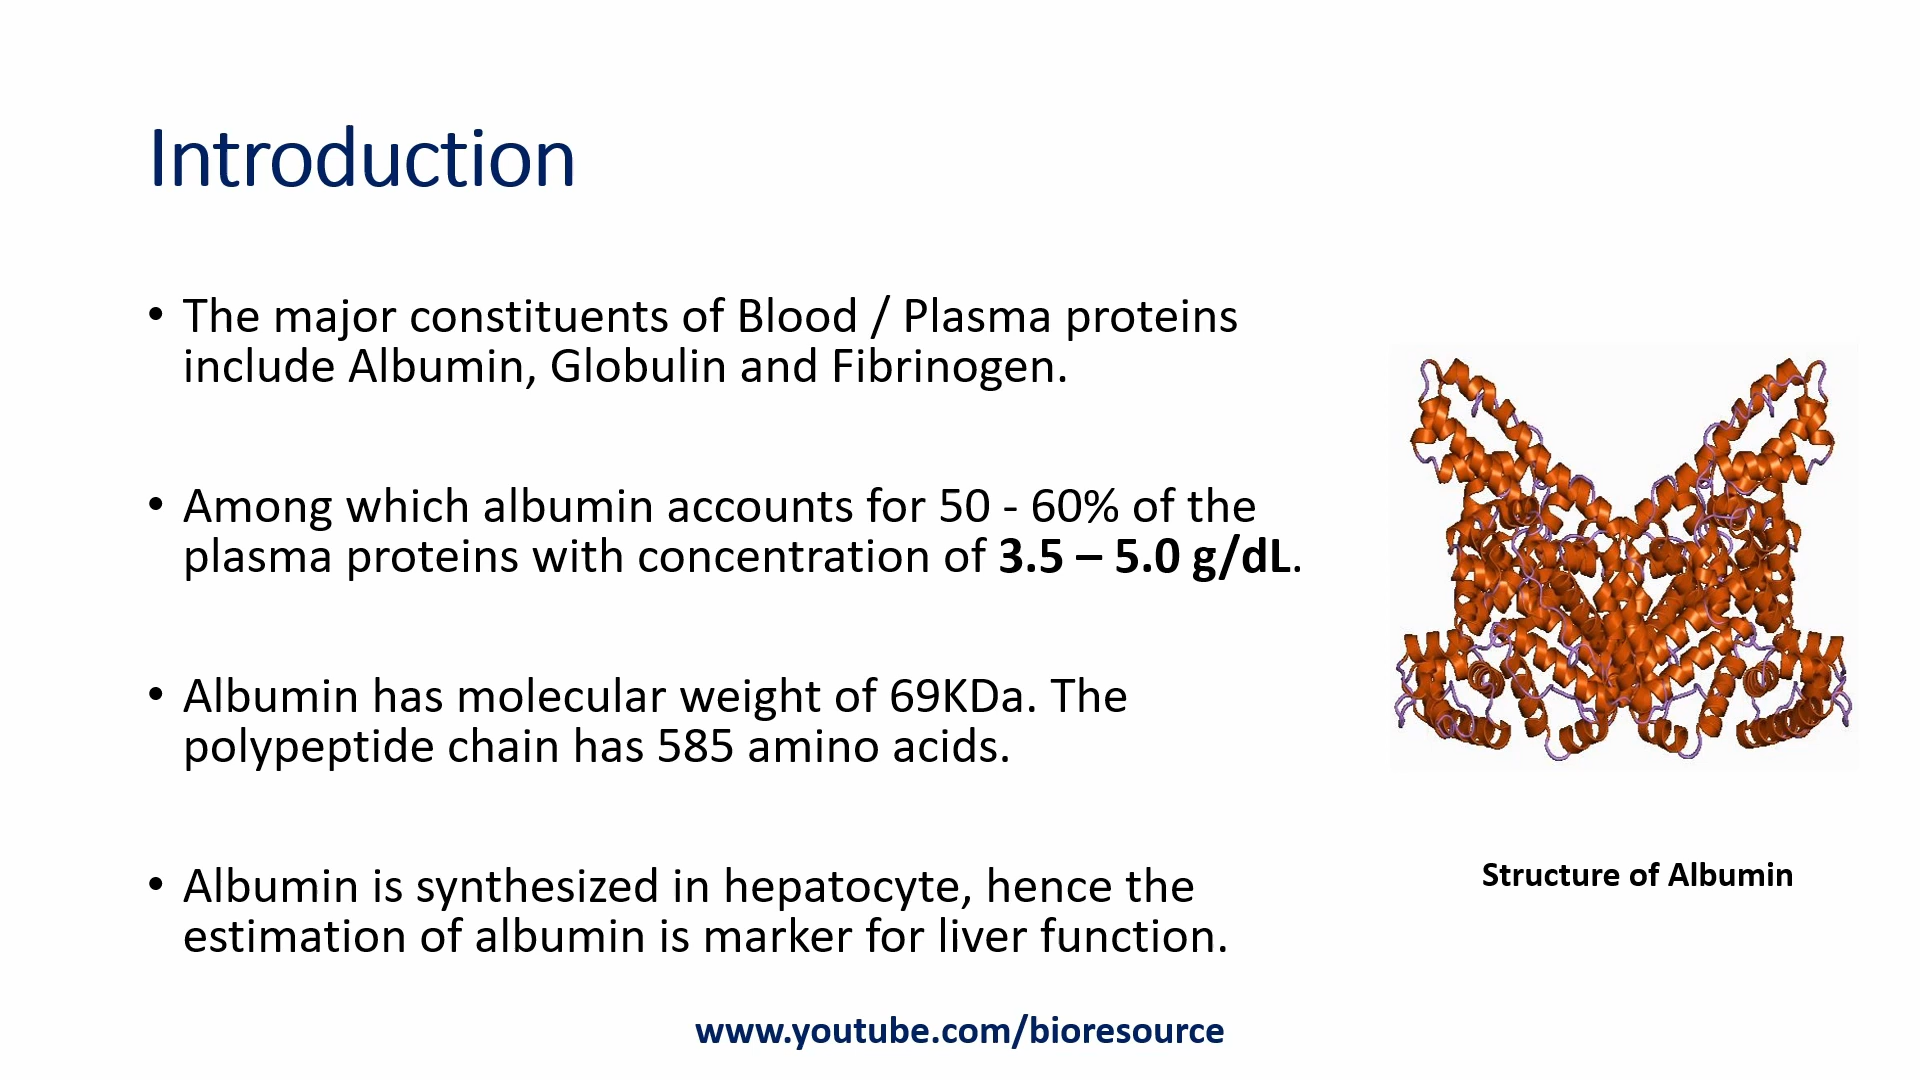 Introduction
• The major constituents of Blood / Plasma proteins
include Albumin, Globulin and Fibrinogen.
• Among which albumin accounts for 50 - 60% of the
plasma proteins with concentration of 3.5 – 5.0 g/dL.
• Albumin has molecular weight of 69KDa. The
polypeptide chain has 585 amino acids.
• Albumin is synthesized in hepatocyte, hence the
estimation of albumin is marker for liver function.
Structure of Albumin
www.youtube.com/bioresource